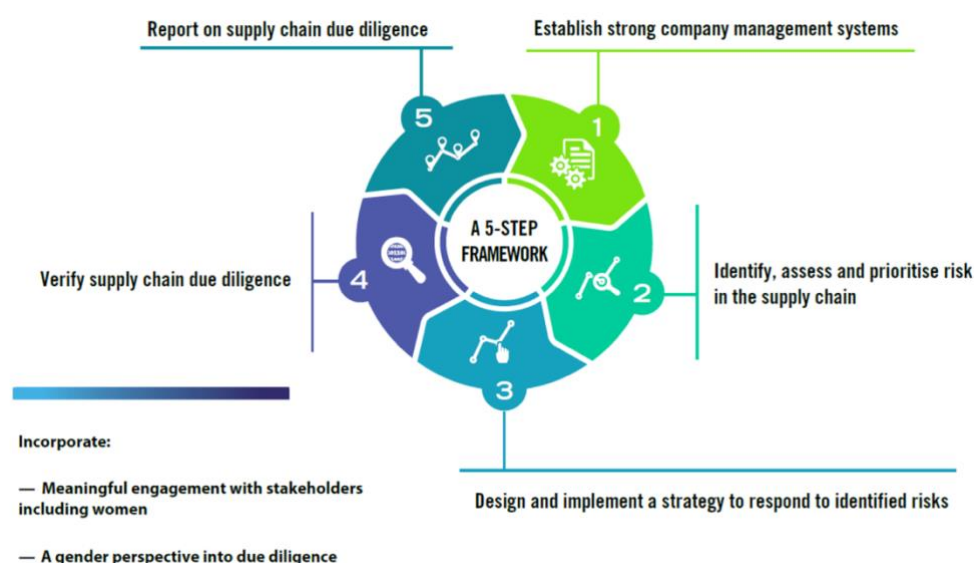 Report on supply chain due diligence
Establish strong company management systems
5
1
A 5-STEP
FRAMEWORK
Verify supply chain due diligence
4
2
Identify, assess and prioritise risk
in the supply chain
3
Incorporate:
— Meaningful engagement with stakeholders
including women
Design and implement a strategy to respond to identified risks
— A gender perspective into due diligence